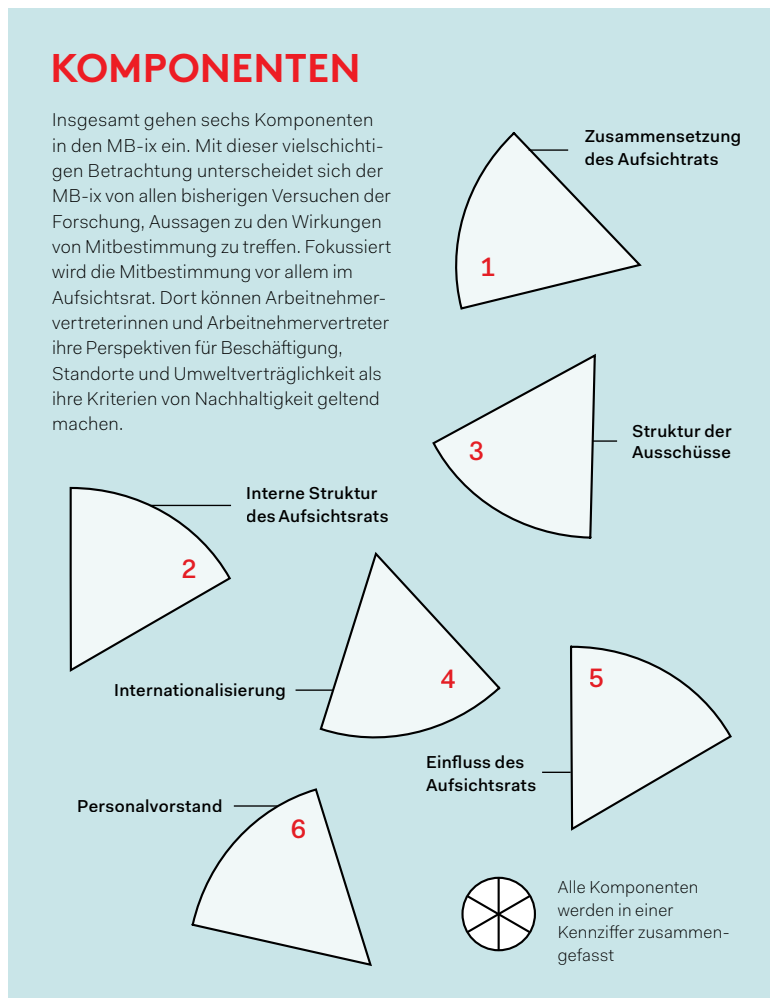 KOMPONENTEN
Insgesamt gehen sechs Komponenten
in den MB-ix ein. Mit dieser vielschichti-
gen Betrachtung unterscheidet sich der
MB-ix von allen bisherigen Versuchen der
Forschung, Aussagen zu den Wirkungen
von Mitbestimmung zu treffen. Fokussiert
wird die Mitbestimmung vor allem im
Aufsichtsrat. Dort können Arbeitnehmer-
vertreterinnen und Arbeitnehmervertreter
ihre Perspektiven für Beschäftigung,
Standorte und Umweltverträglichkeit als
ihre Kriterien von Nachhaltigkeit geltend
machen.
Zusammensetzung
des Aufsichtrats
1
3
Struktur der
Ausschüsse
Interne Struktur
des Aufsichtsrats
2
Internationalisierung
4
5
Einfluss des
Aufsichtsrats
Personalvorstand
6
Alle Komponenten
werden in einer
Kennziffer zusammen-
gefasst